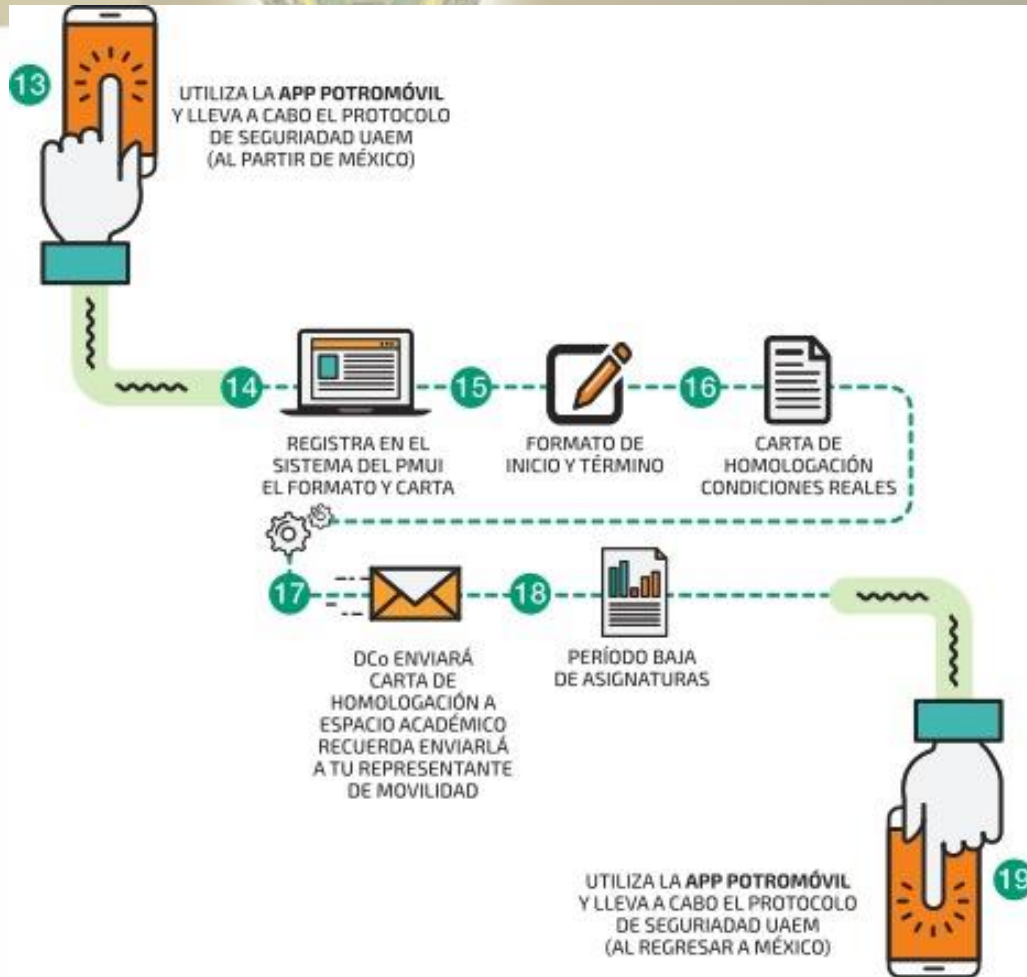 13
UTILIZA LA APP POTROMÓVIL
Y LLEVA A CABO EL PROTOCOLO
DE SEGURIADAD UAEM
(AL PARTIR DE MÉXICO)
14
REGISTRA EN EL
SISTEMA DEL PMUI
EL FORMATO Y CARTA
15
FORMATO DE
INICIO Y TÉRMINO
16
CARTA DE
HOMOLOGACIÓN
CONDICIONES REALES
17
DCo ENVIARÁ
CARTA DE
HOMOLOGACIÓN A
ESPACIO ACADÉMICO
RECUERDA ENVIARLÁ
A TU REPRESENTANTE
DE MOVILIDAD
18
PERÍODO BAJA
DE ASIGNATURAS
19
UTILIZA LA APP POTROMÓVIL
Y LLEVA A CABO EL PROTOCOLO
DE SEGURIADAD UAEM
(AL REGRESAR A MÉXICO)